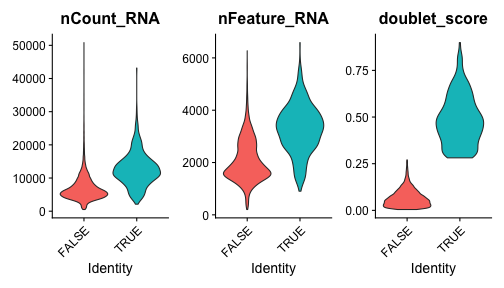 nCount_RNA
50000
40000
30000
20000
10000
0
FALSE
TRUE
Identity
nFeature_RNA
6000
4000
2000
0
FALSE
TRUE
Identity
doublet_score
0.75
0.50
0.25
0.00
FALSE
TRUE
Identity